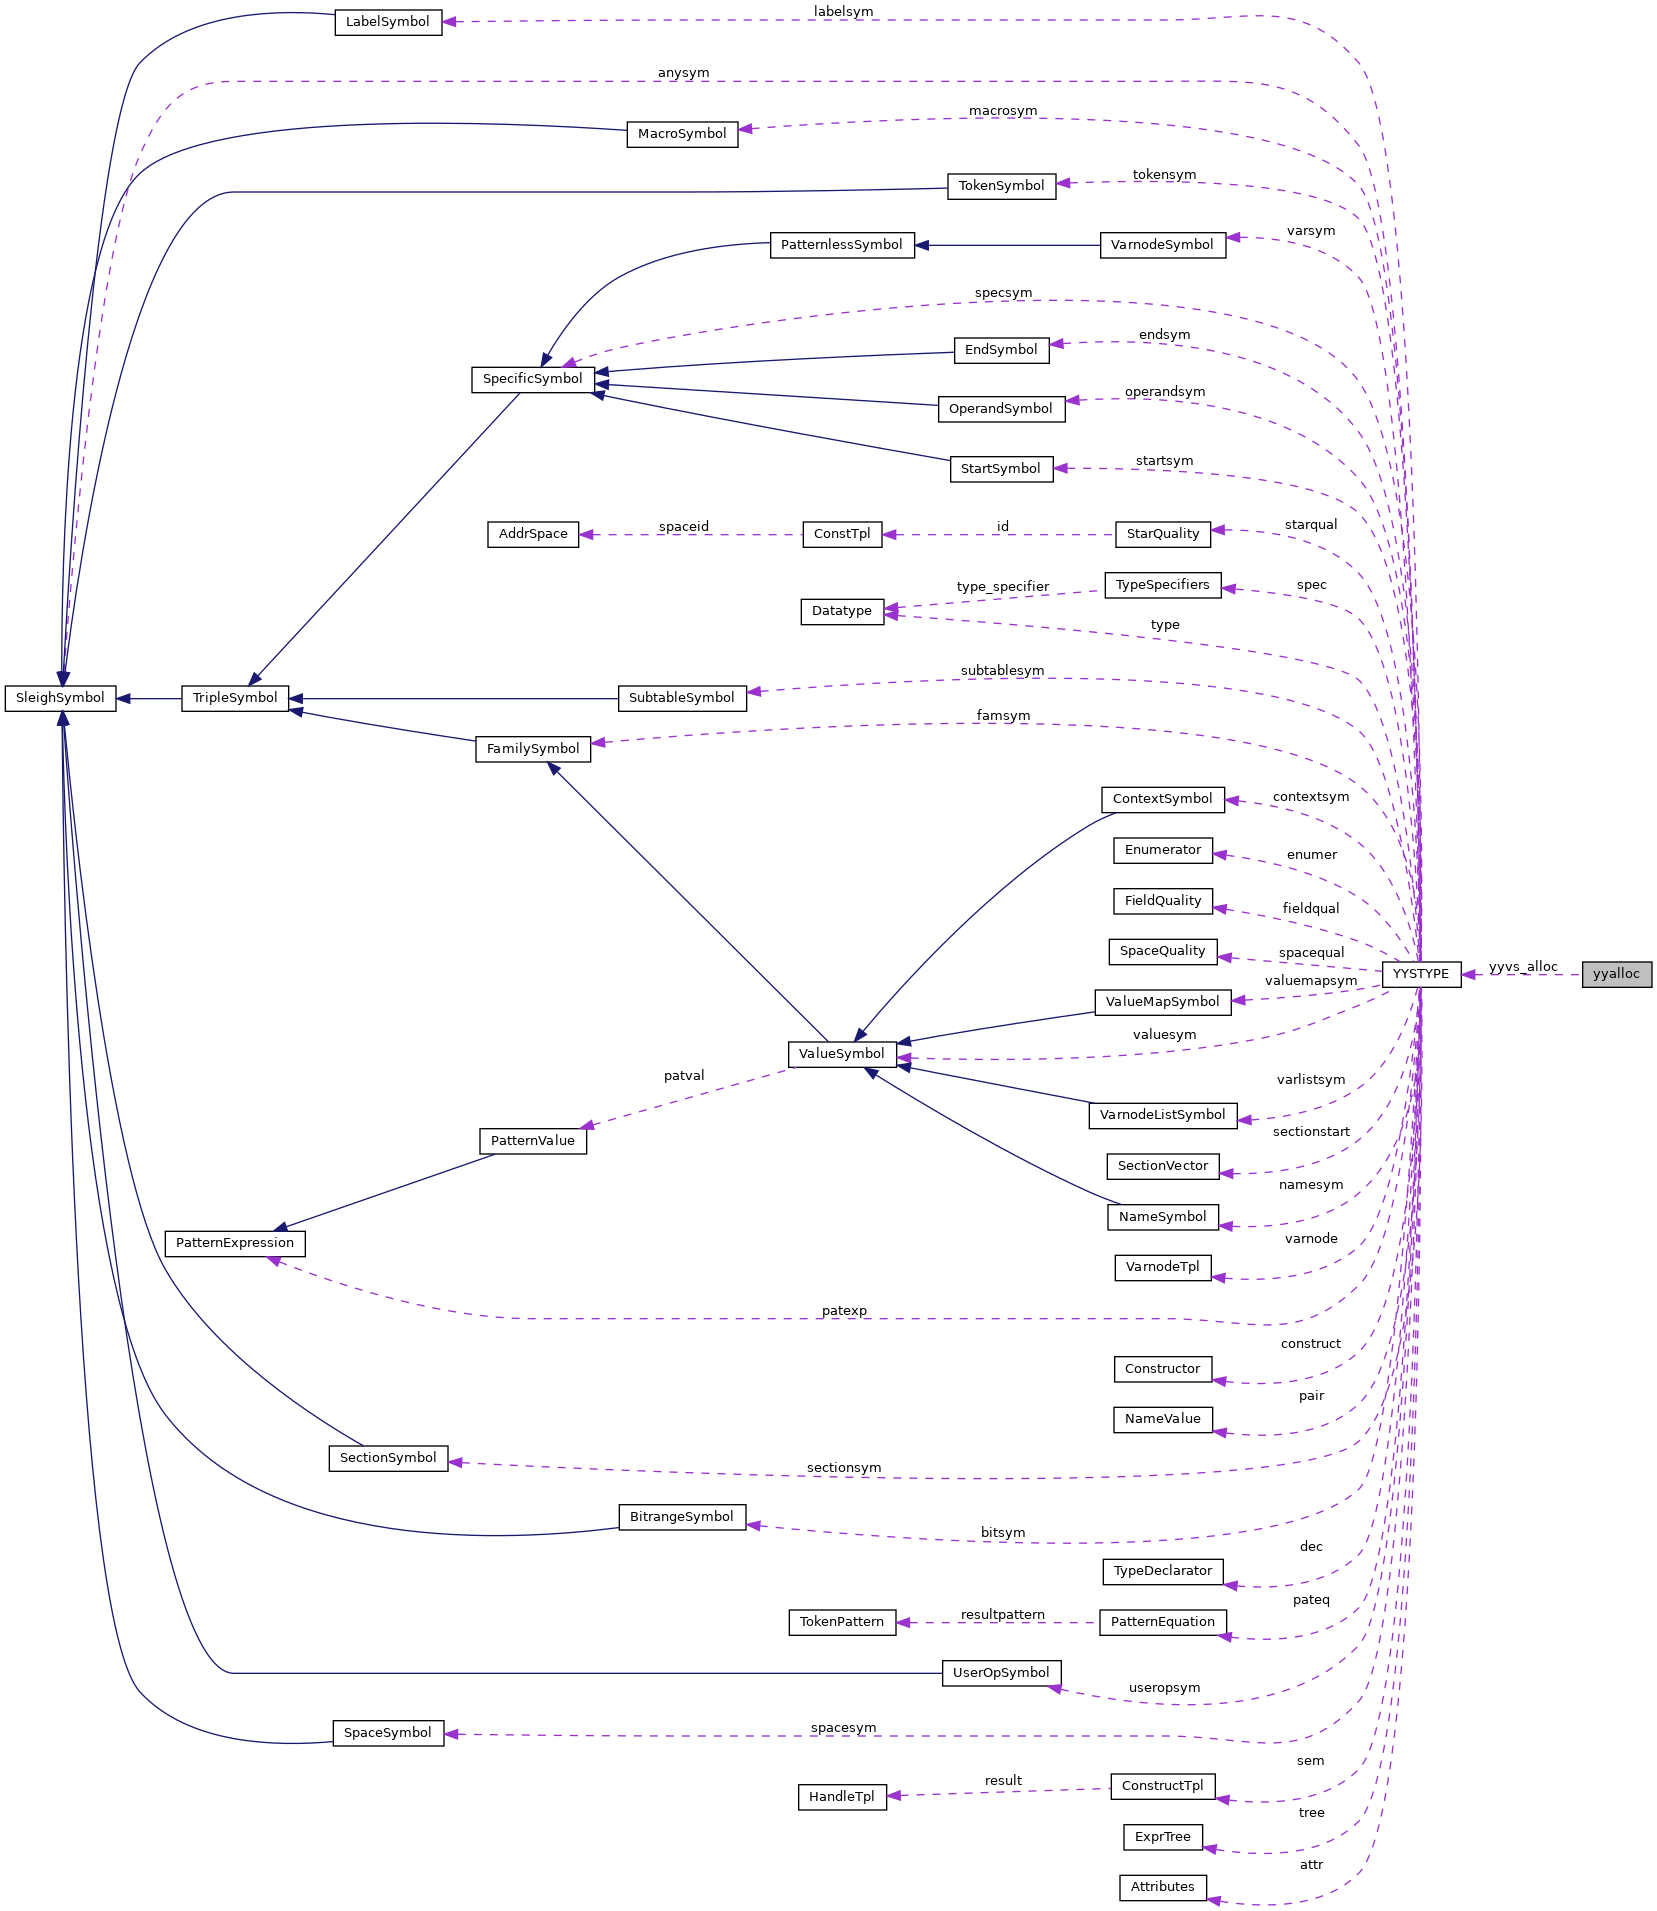 labelsym
LabelSymbol
anysym
macrosym
MacroSymbol
tokensym
TokenSymbol
varsym
PatternlessSymbol
VarnodeSymbol
specsym
endsym
EndSymbol
SpecificSymbol
operandsym
OperandSymbol
startsym
StartSymbol
starqual
spaceid
id
AddrSpace
ConstTpl
StarQuality
type_specifier
TypeSpecifiers
spec
Datatype
type
subtablesym
SleighSymbol
TripleSymbol
SubtableSymbol
famsym
FamilySymbol
contextsym
ContextSymbol
Enumerator
enumer
FieldQuality
fieldqual
SpaceQuality
spacequal
yyvs_alloc
YYSTYPE
yyalloc
valuemapsym
ValueMapSymbol
valuesym
ValueSymbol
patval
varlistsym
VarnodeListSymbol
sectionstart
PatternValue
SectionVector
namesym
NameSymbol
varnode
PatternExpression
VarnodeTpl
patexp
construct
Constructor
pair
NameValue
SectionSymbol
sectionsym
BitrangeSymbol
bitsym
dec
TypeDeclarator
pateq
resultpattern
TokenPattern
PatternEquation
UserOpSymbol
useropsym
spacesym
SpaceSymbol
sem
result
ConstructTpl
HandleTpl
tree
ExprTree
attr
Attributes